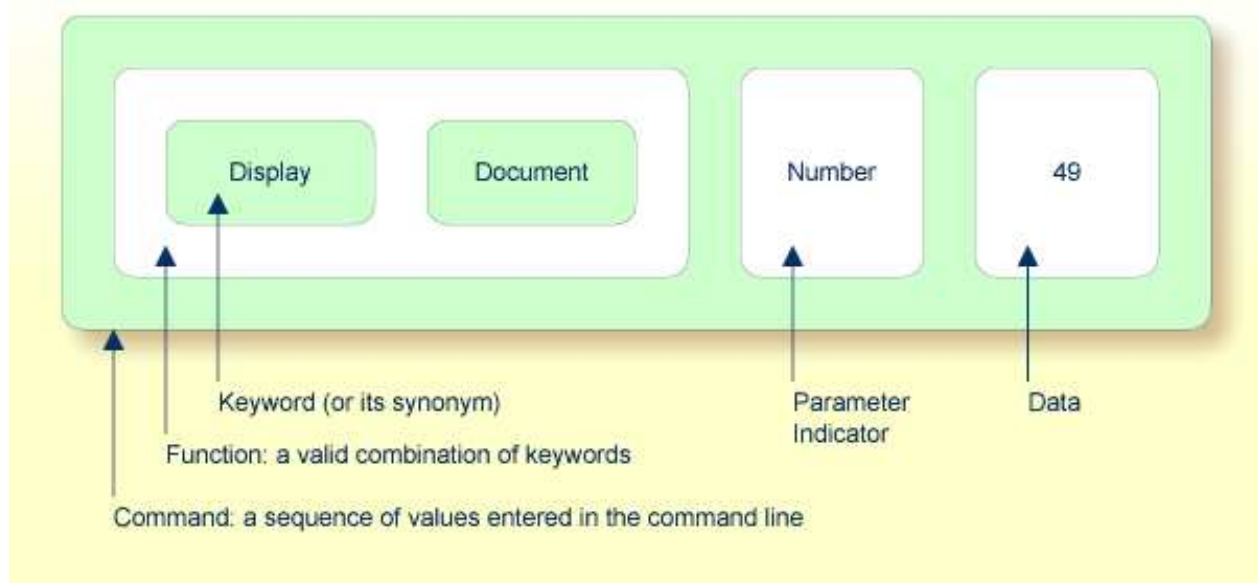 Display
Document
Number
49
Keyword (or its synonym)
Parameter
Indicator
Data
Function: a valid combination of keywords
Command: a sequence of values entered in the command line